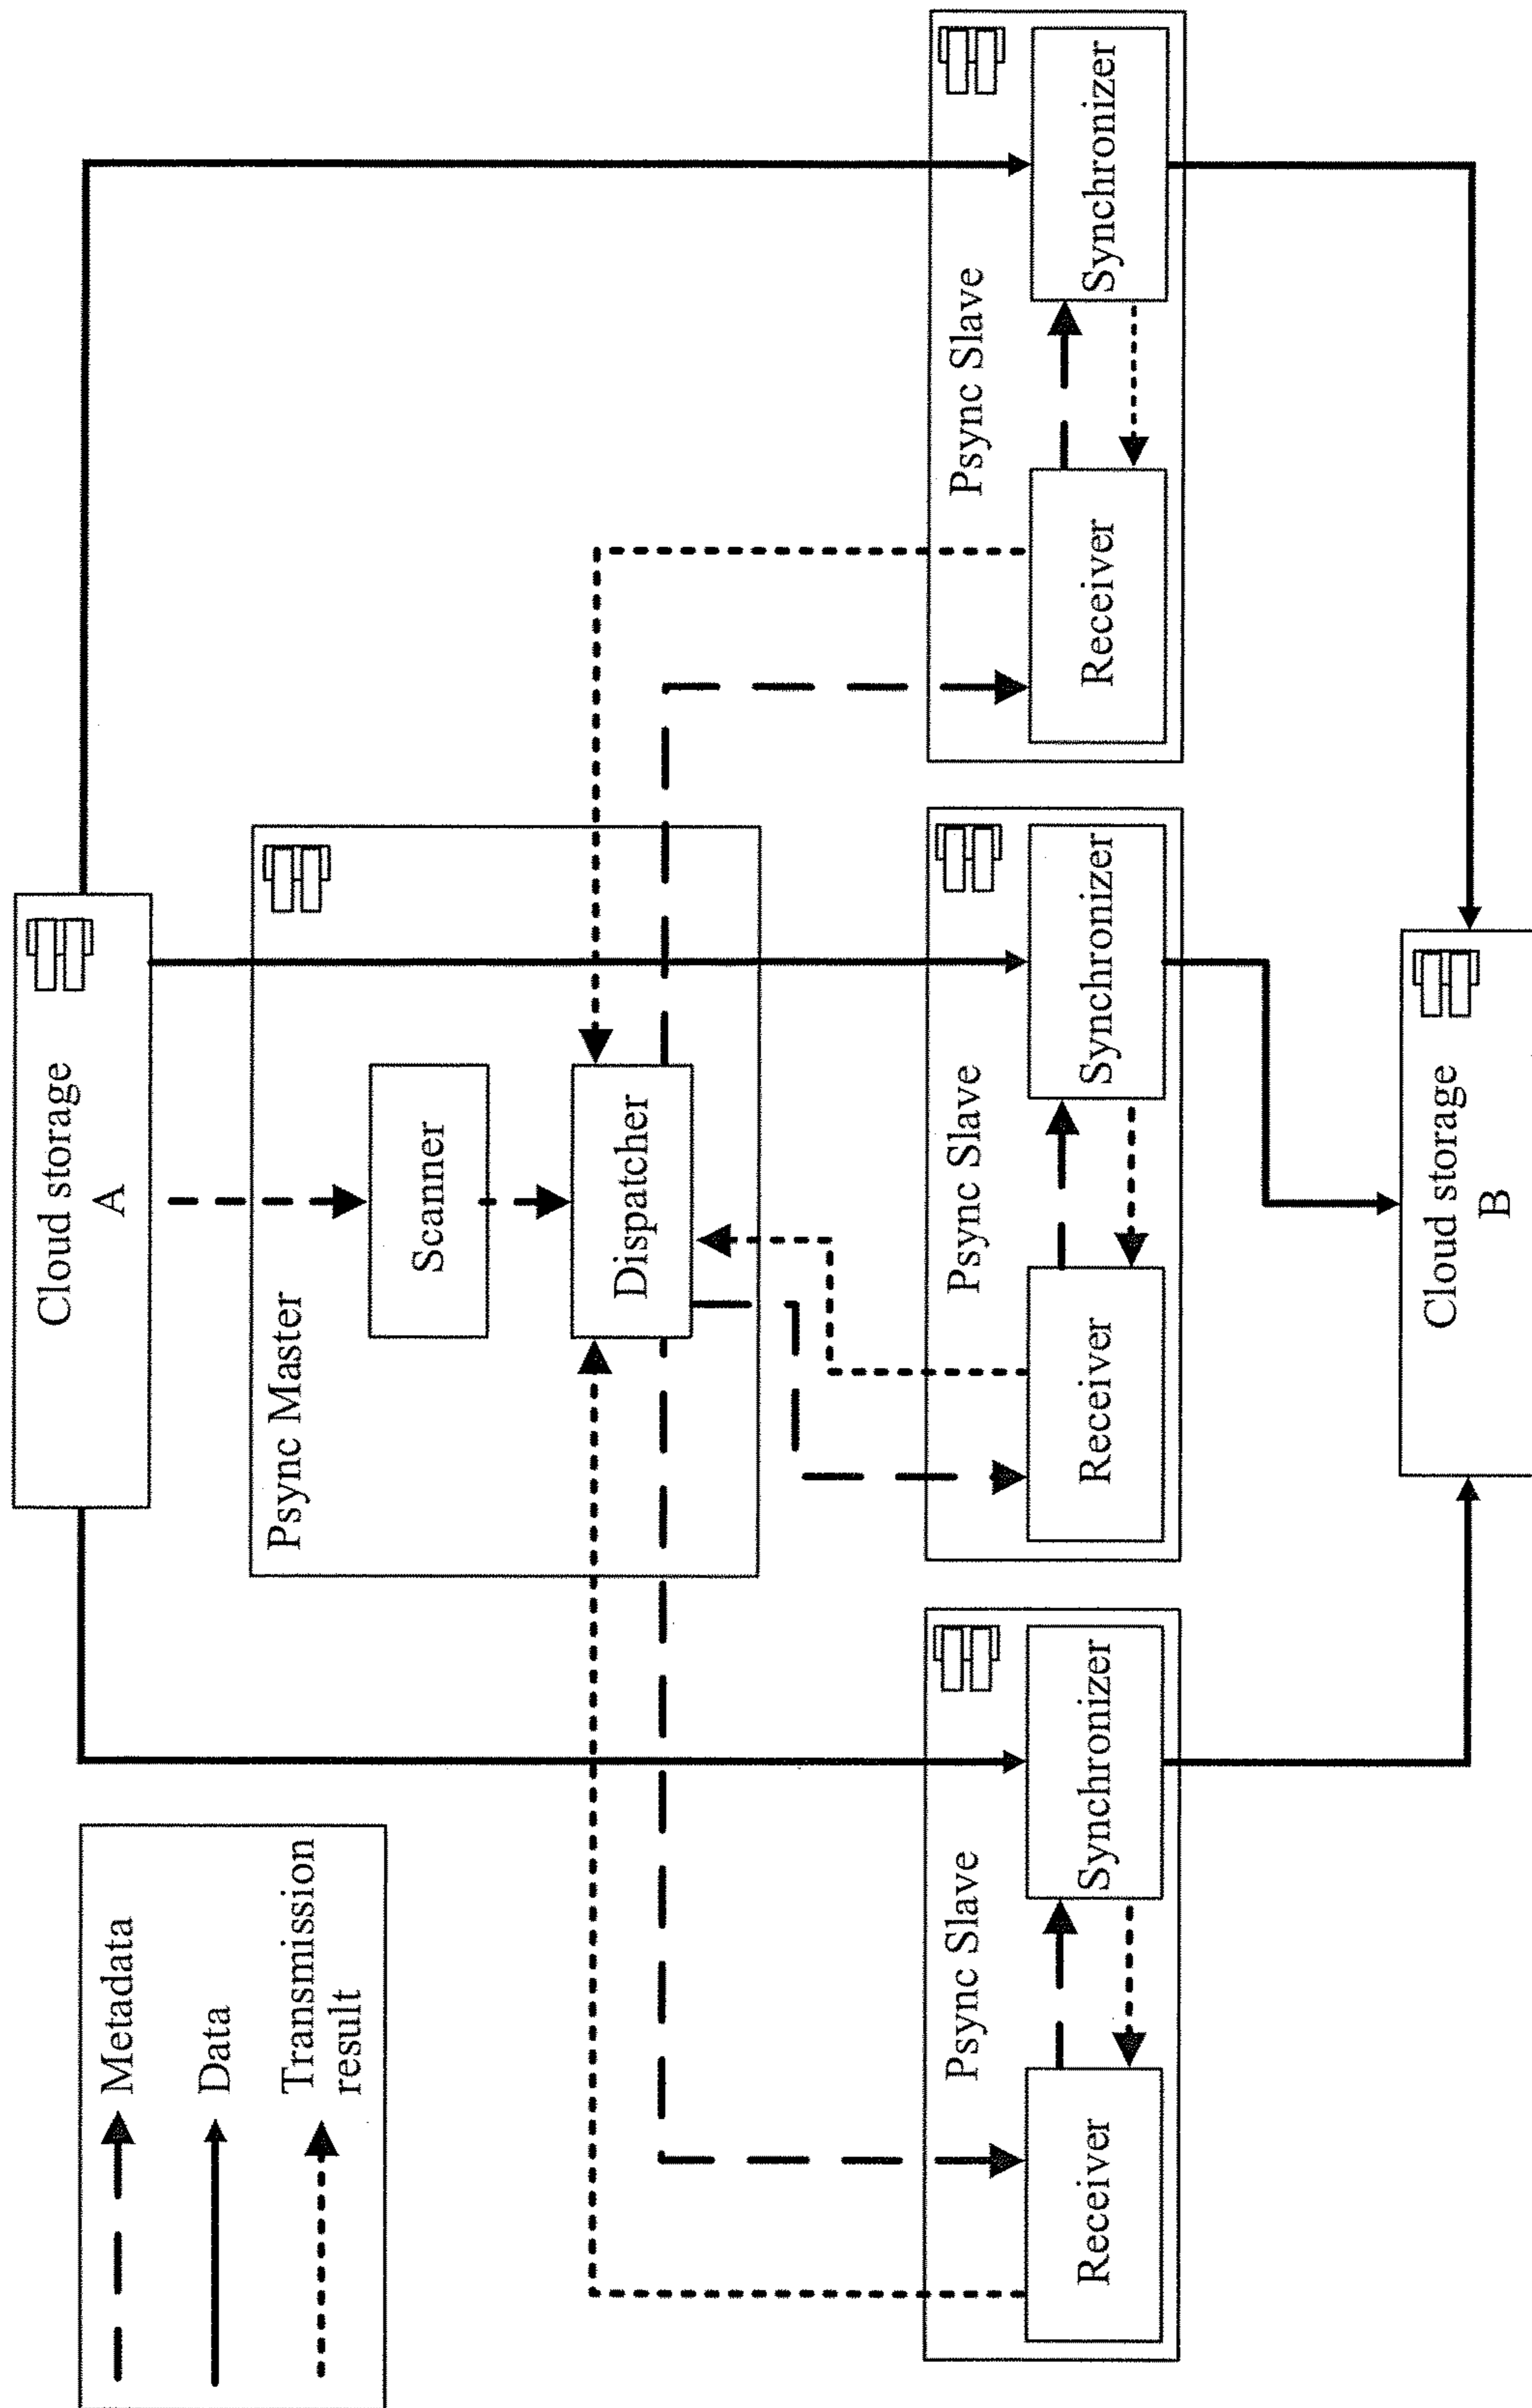 Metadata
Data
Transmission
result
Cloud storage
A
Psync Master
Scanner
Dispatcher
Psync Slave
Receiver
Synchronizer
Psync Slave
Receiver
Synchronizer
Psync Slave
Receiver
Synchronizer
Cloud storage
B